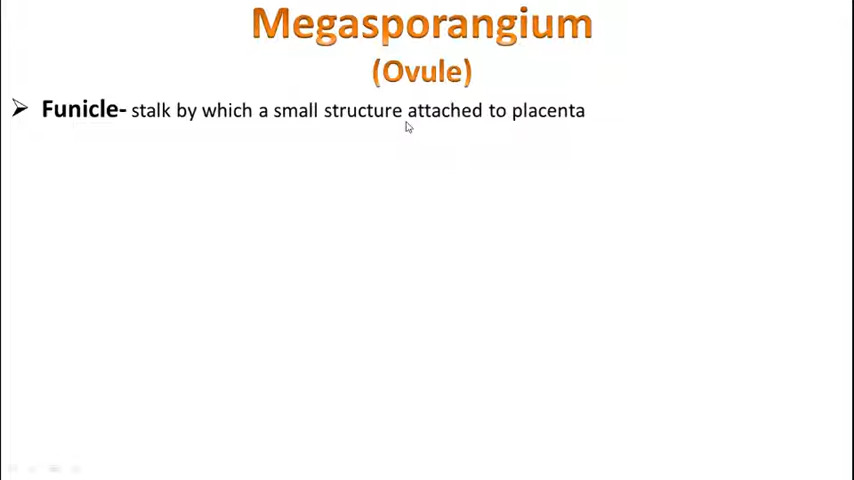 Megasporangium
(Ovule)
Funicle- stalk by which a small structure attached to placenta